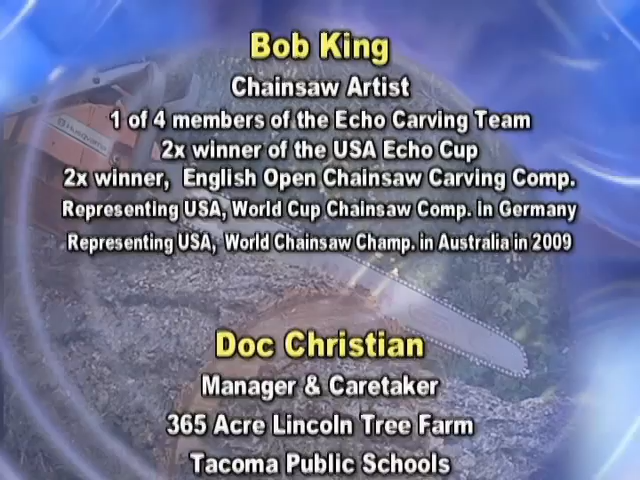 Bob King
Chainsaw Artist
1 of 4 members of the Echo Carving Team
2x winner of the USA Echo Cup
2x winner, English Open Chainsaw Carving Comp.
Representing USA, World Cup Chainsaw Comp. in Germany
Representing USA, World Chainsaw Champ. in Australia in 2009
Husqvarna
Doc Christian
Manager & Caretaker
365 Acre Lincoln Tree Farm
Tacoma Public Schools